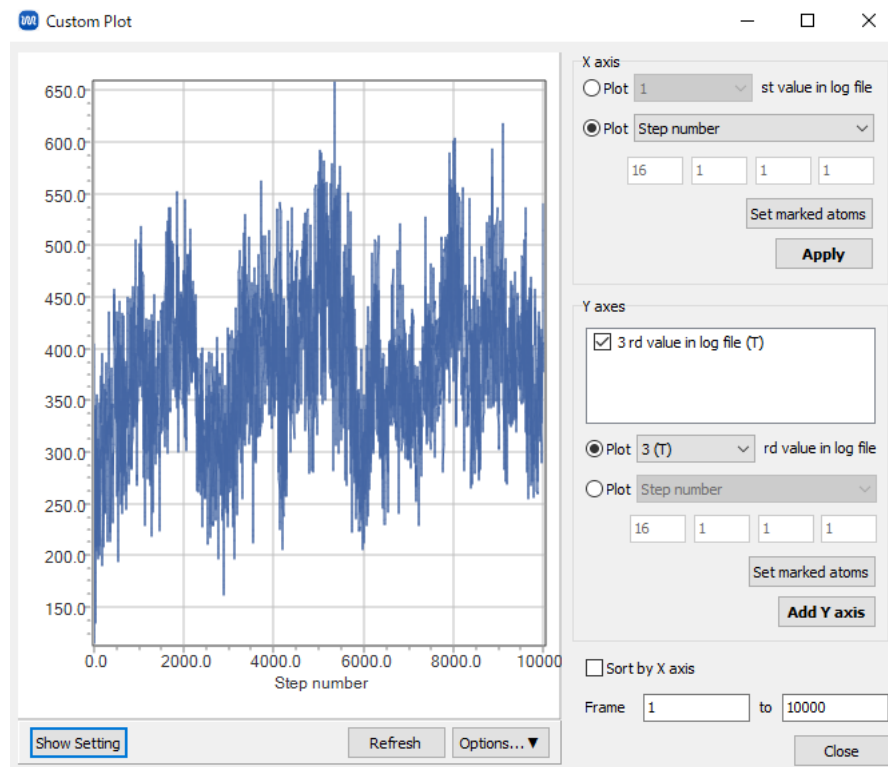 Custom Plot
650.0
600.0
550.0
500.0
450.0
400.0
350.0
300.0
250.0
200.0
150.0
0.0 2000.0 4000.0 6000.0 8000.0 10000
Step number
Show Setting Refresh Options...▼
X axis
Plot 1 st value in log file
Plot Step number
16 1 1 1
Set marked atoms
Apply
Y axes
3 rd value in log file (T)
Plot 3 (T) rd value in log file
Plot Step number
16 1 1 1
Set marked atoms
Add Y axis
Sort by X axis
Frame 1 to 10000
Close